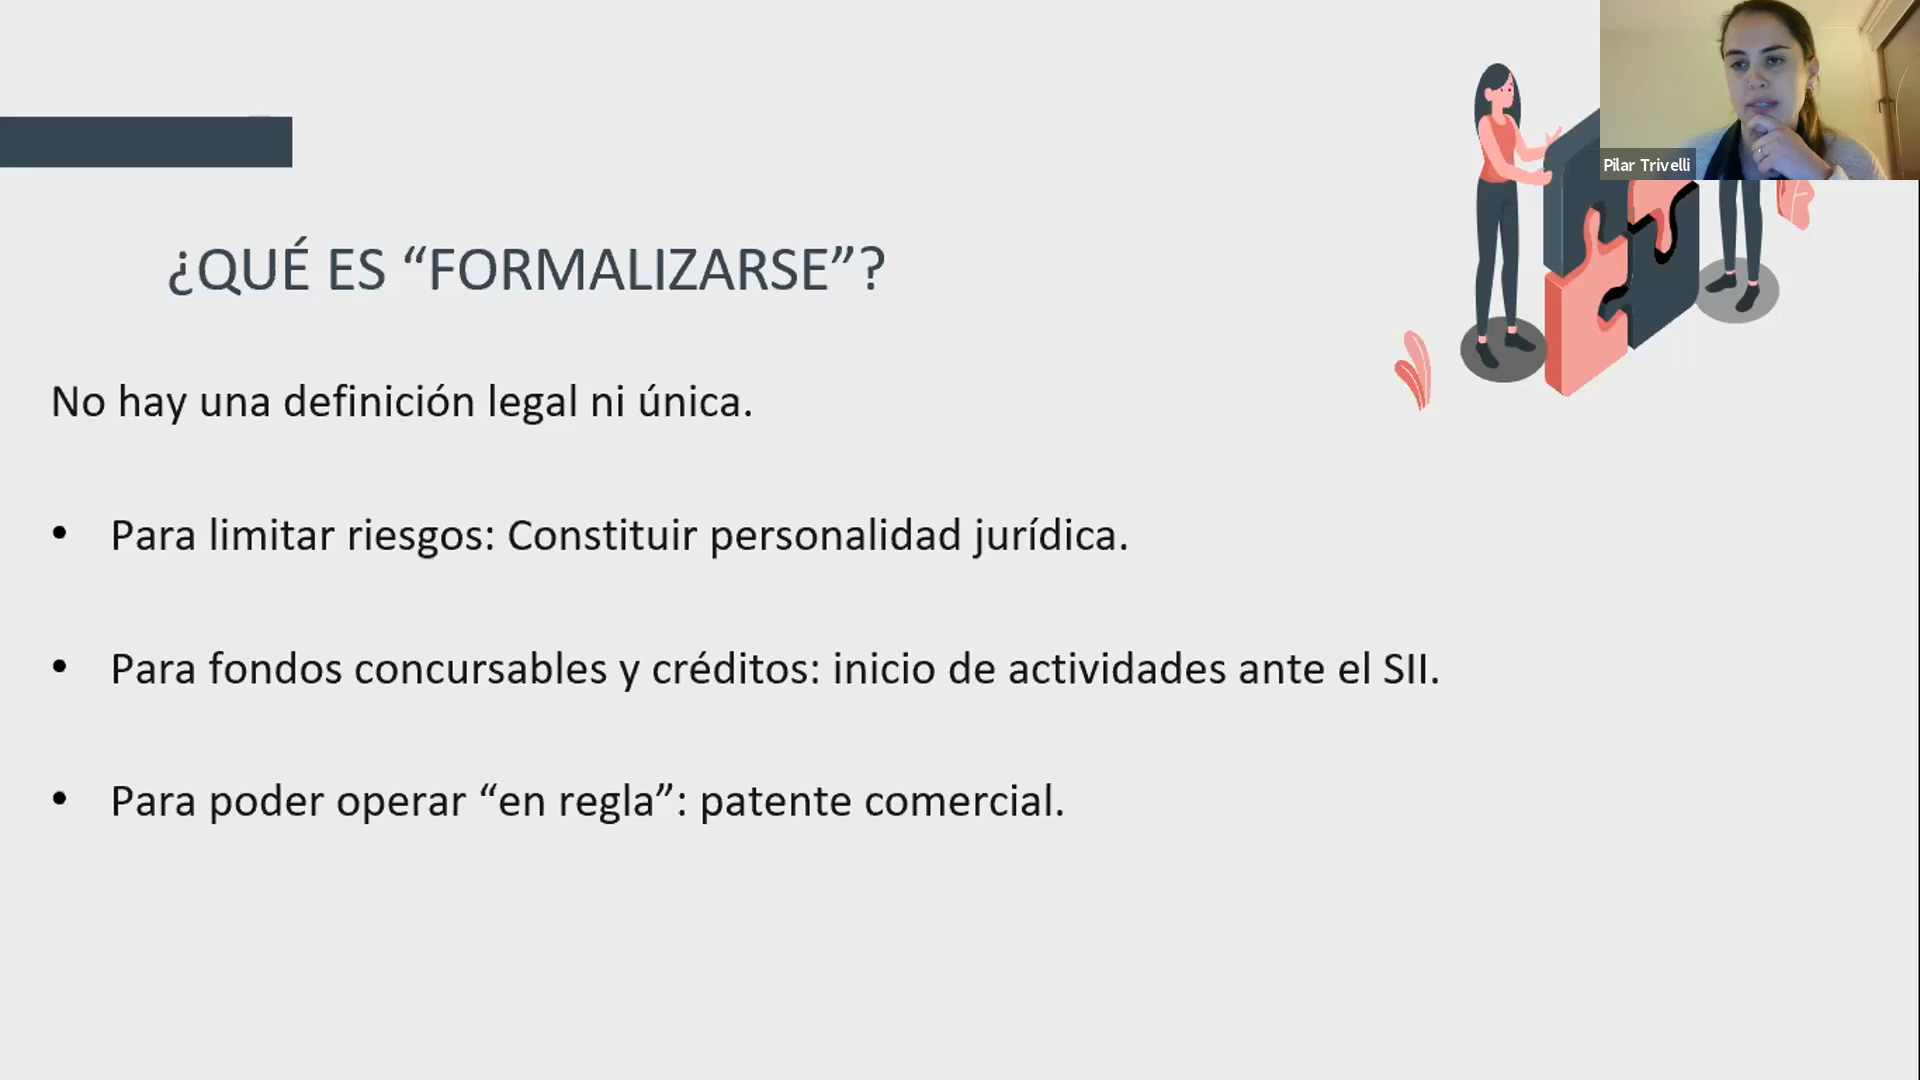 Pilar Trivelli
¿QUÉ ES “FORMALIZARSE”?
No hay una definición legal ni única.
• Para limitar riesgos: Constituir personalidad jurídica.
• Para fondos concursables y créditos: inicio de actividades ante el SII.
• Para poder operar “en regla”: patente comercial.